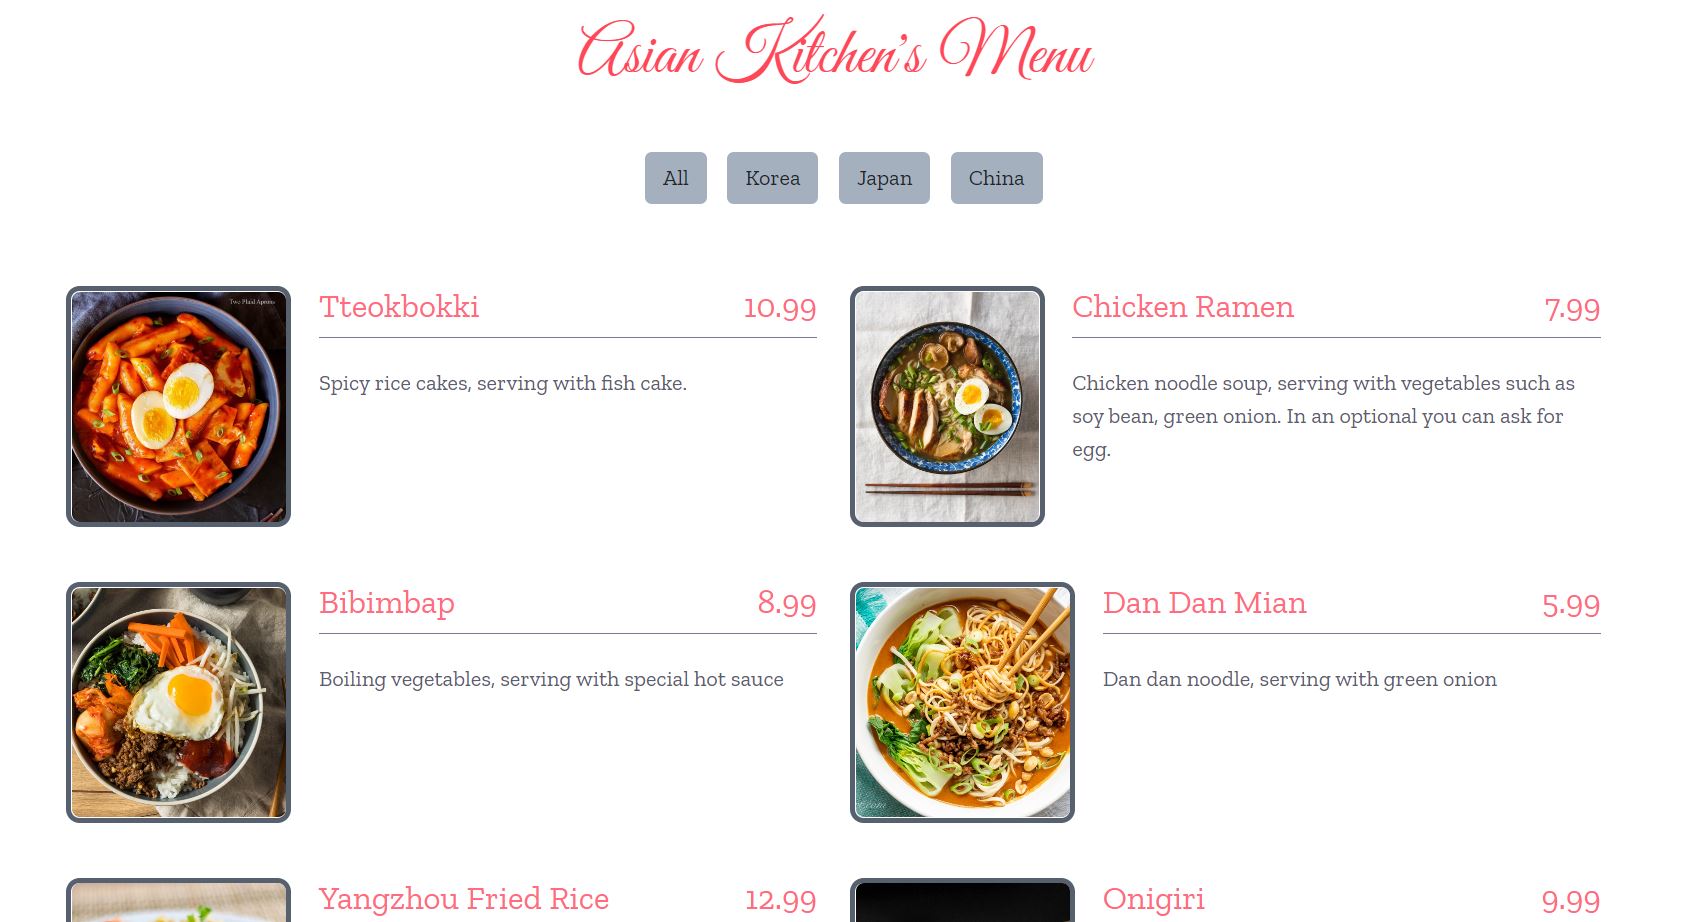 Asian Kitchen's Menu
All Korea Japan China
Two Plaid Aprons
Tteokbokki 10.99
Spicy rice cakes, serving with fish cake.
Chicken Ramen 7.99
Chicken noodle soup, serving with vegetables such as
soy bean, green onion. In an optional you can ask for
egg.
Bibimbap 8.99
Boiling vegetables, serving with special hot sauce
Dan Dan Mian 5.99
Dan dan noodle, serving with green onion
Yangzhou Fried Rice 12.99
Onigiri 9.99